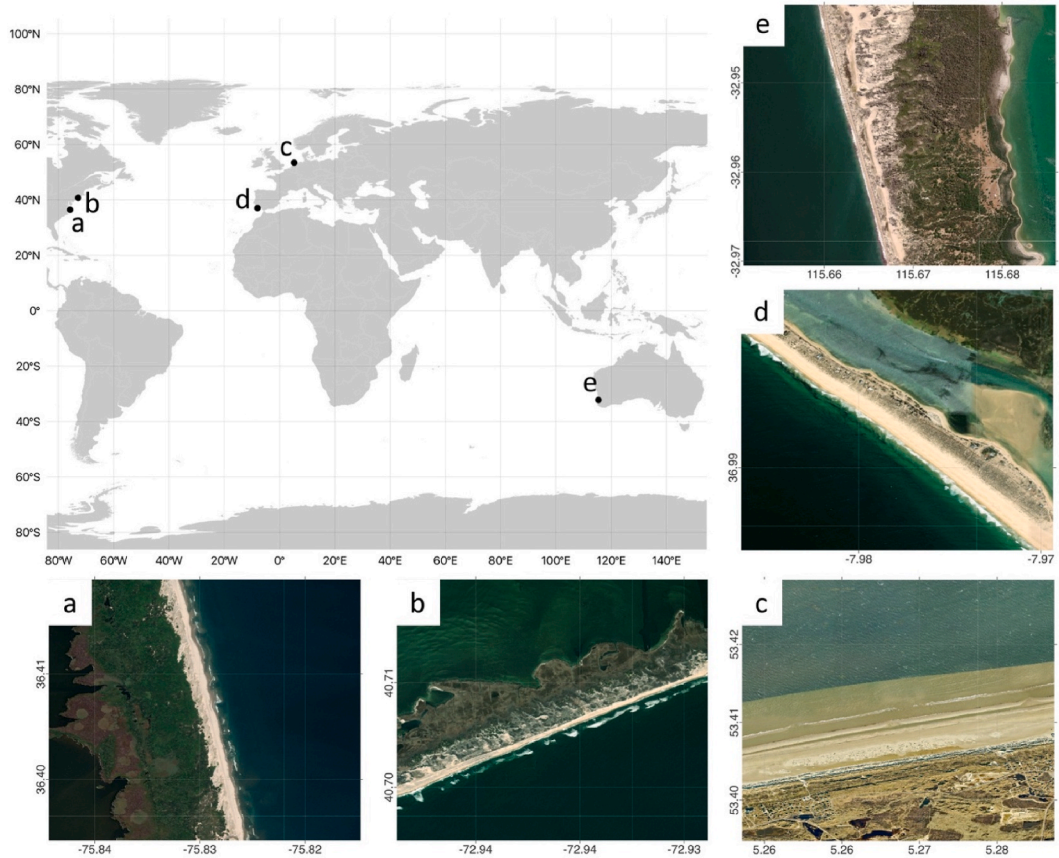 100°N
80°N
60°N
40°N
20°N
0°
20°S
40°S
60°S
80°S
80°W 60°W 40°W 20°W 0° 20°E 40°E 60°E 80°E 100°E 120°E 140°E
a
b
c
d
e
e
-32.95
-32.96
-32.97
115.66 115.67 115.68
d
36.99
-7.98 -7.97
a
36.41
36.40
-75.84 -75.83 -75.82
b
40.71
40.70
-72.94 -72.94 -72.93
c
53.42
53.41
53.40
5.26 5.26 5.27 5.28